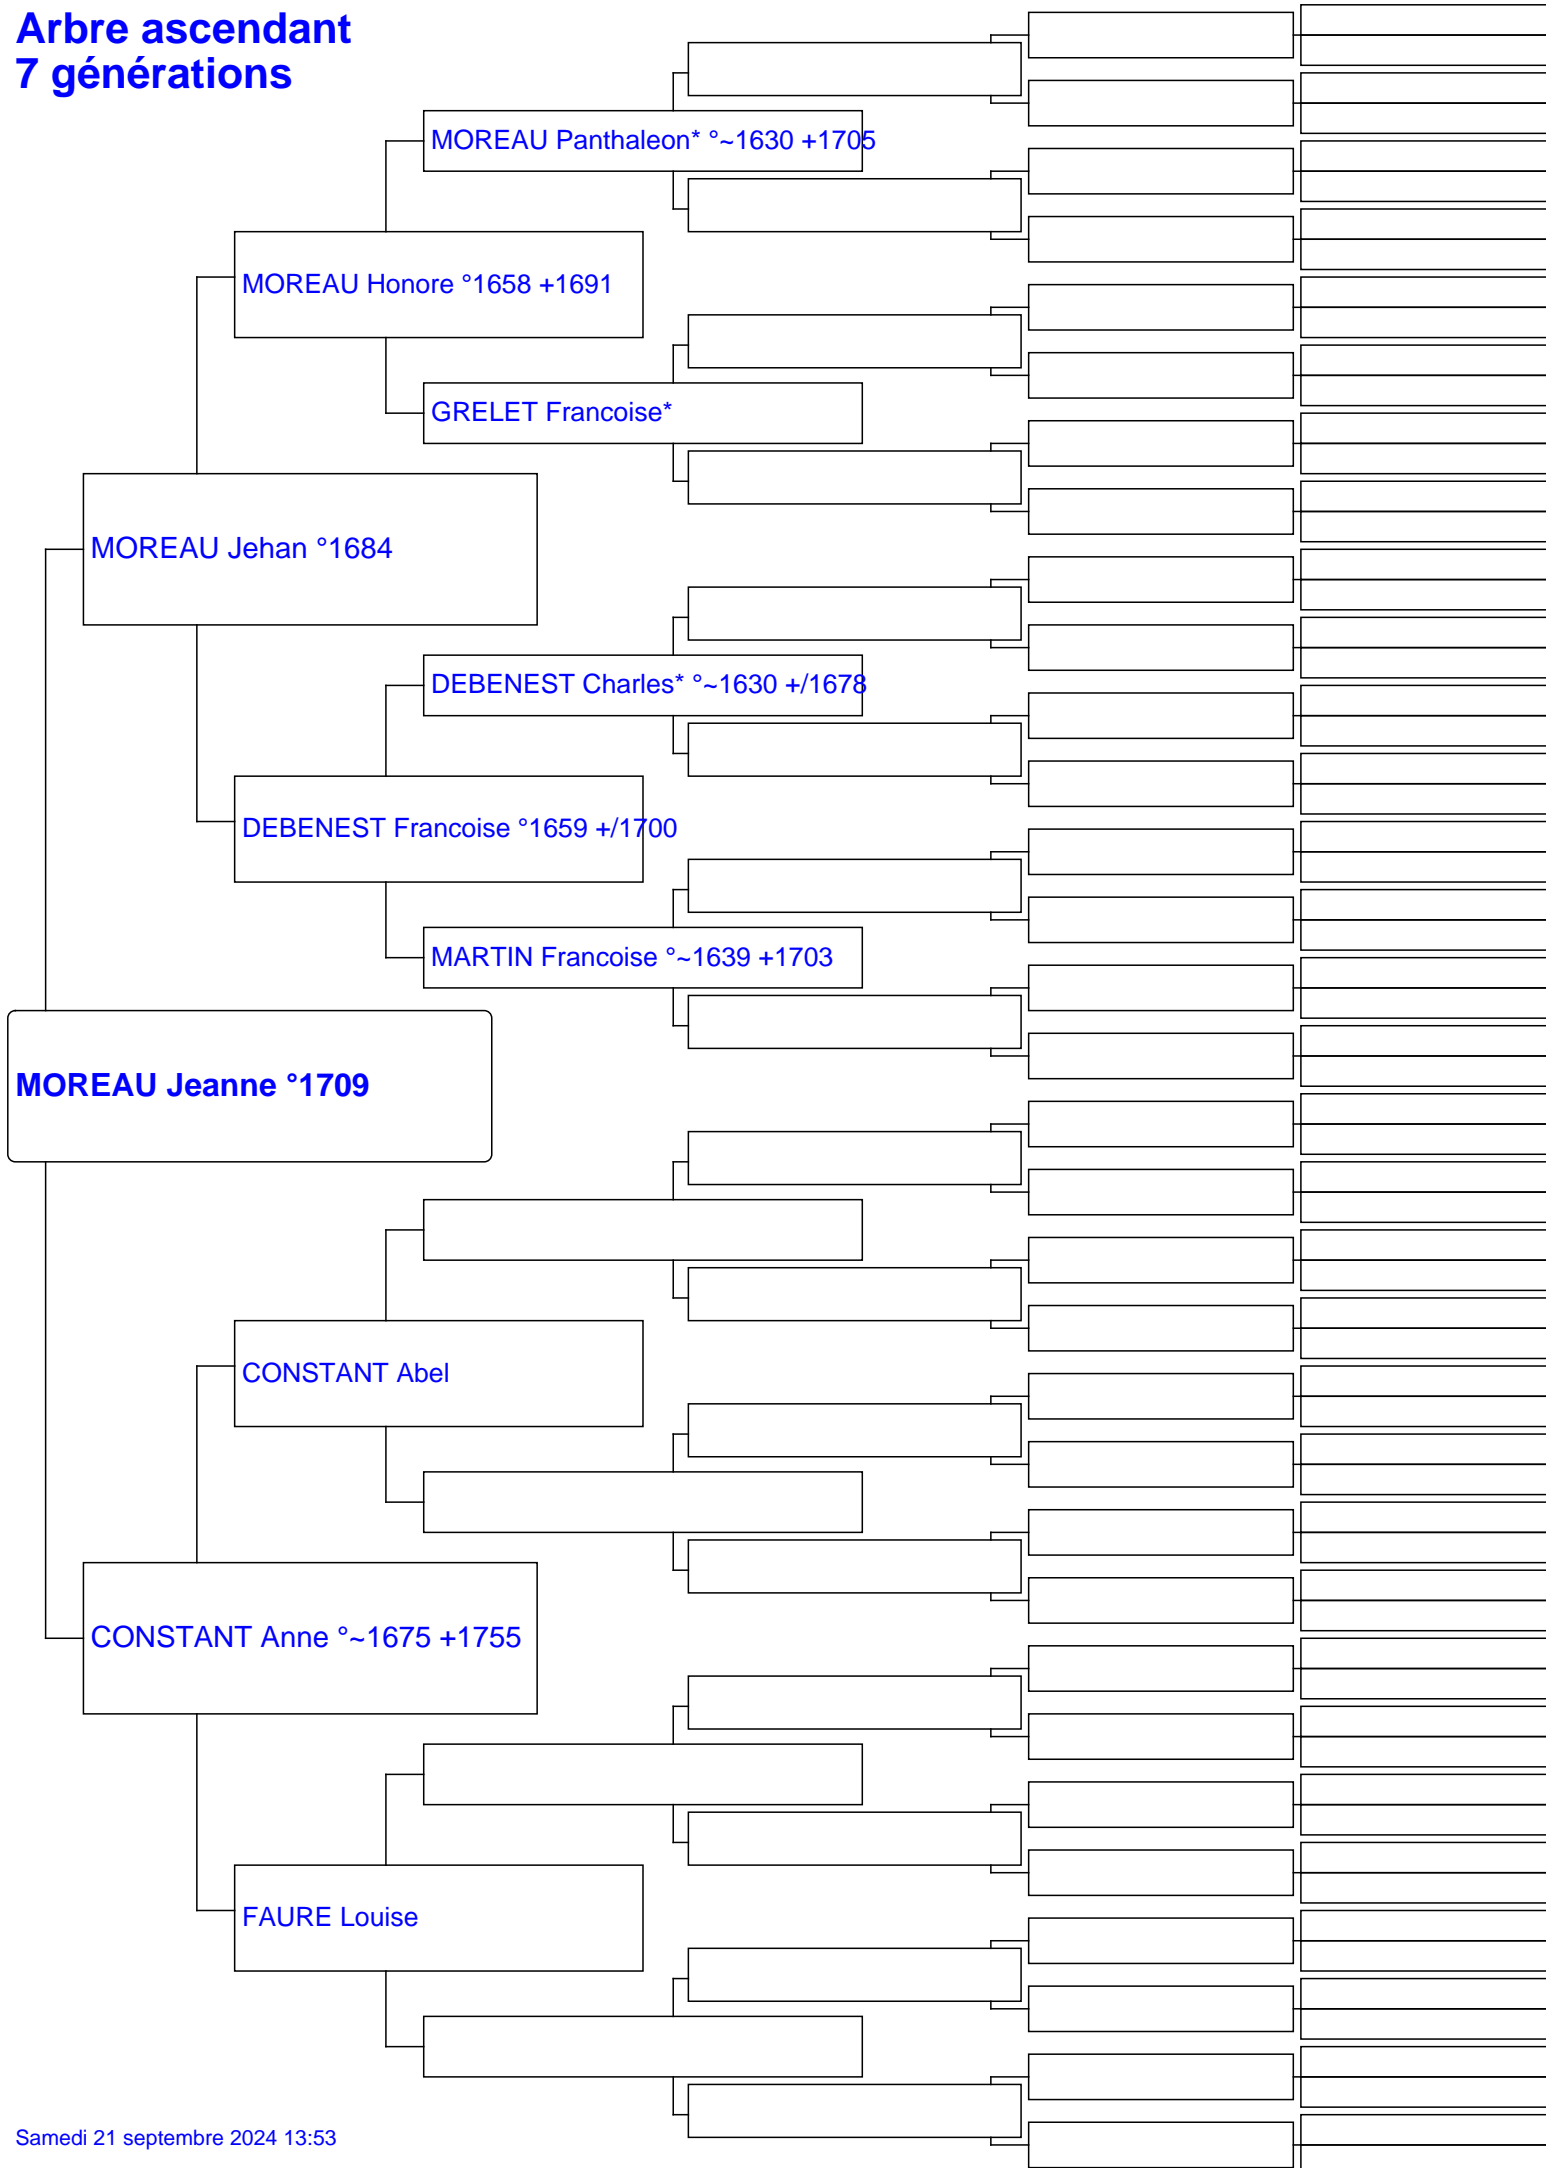 Arbre ascendant
7 générations
MOREAU Panthaleon* °~1630 +1705
MOREAU Honore °1658 +1691
GRELET Francoise*
MOREAU Jehan °1684
DEBENEST Charles* °~1630 +/1678
DEBENEST Francoise °1659 +/1700
MARTIN Francoise °~1639 +1703
MOREAU Jeanne °1709
CONSTANT Abel
CONSTANT Anne °~1675 +1755
FAURE Louise
Samedi 21 septembre 2024 13:53